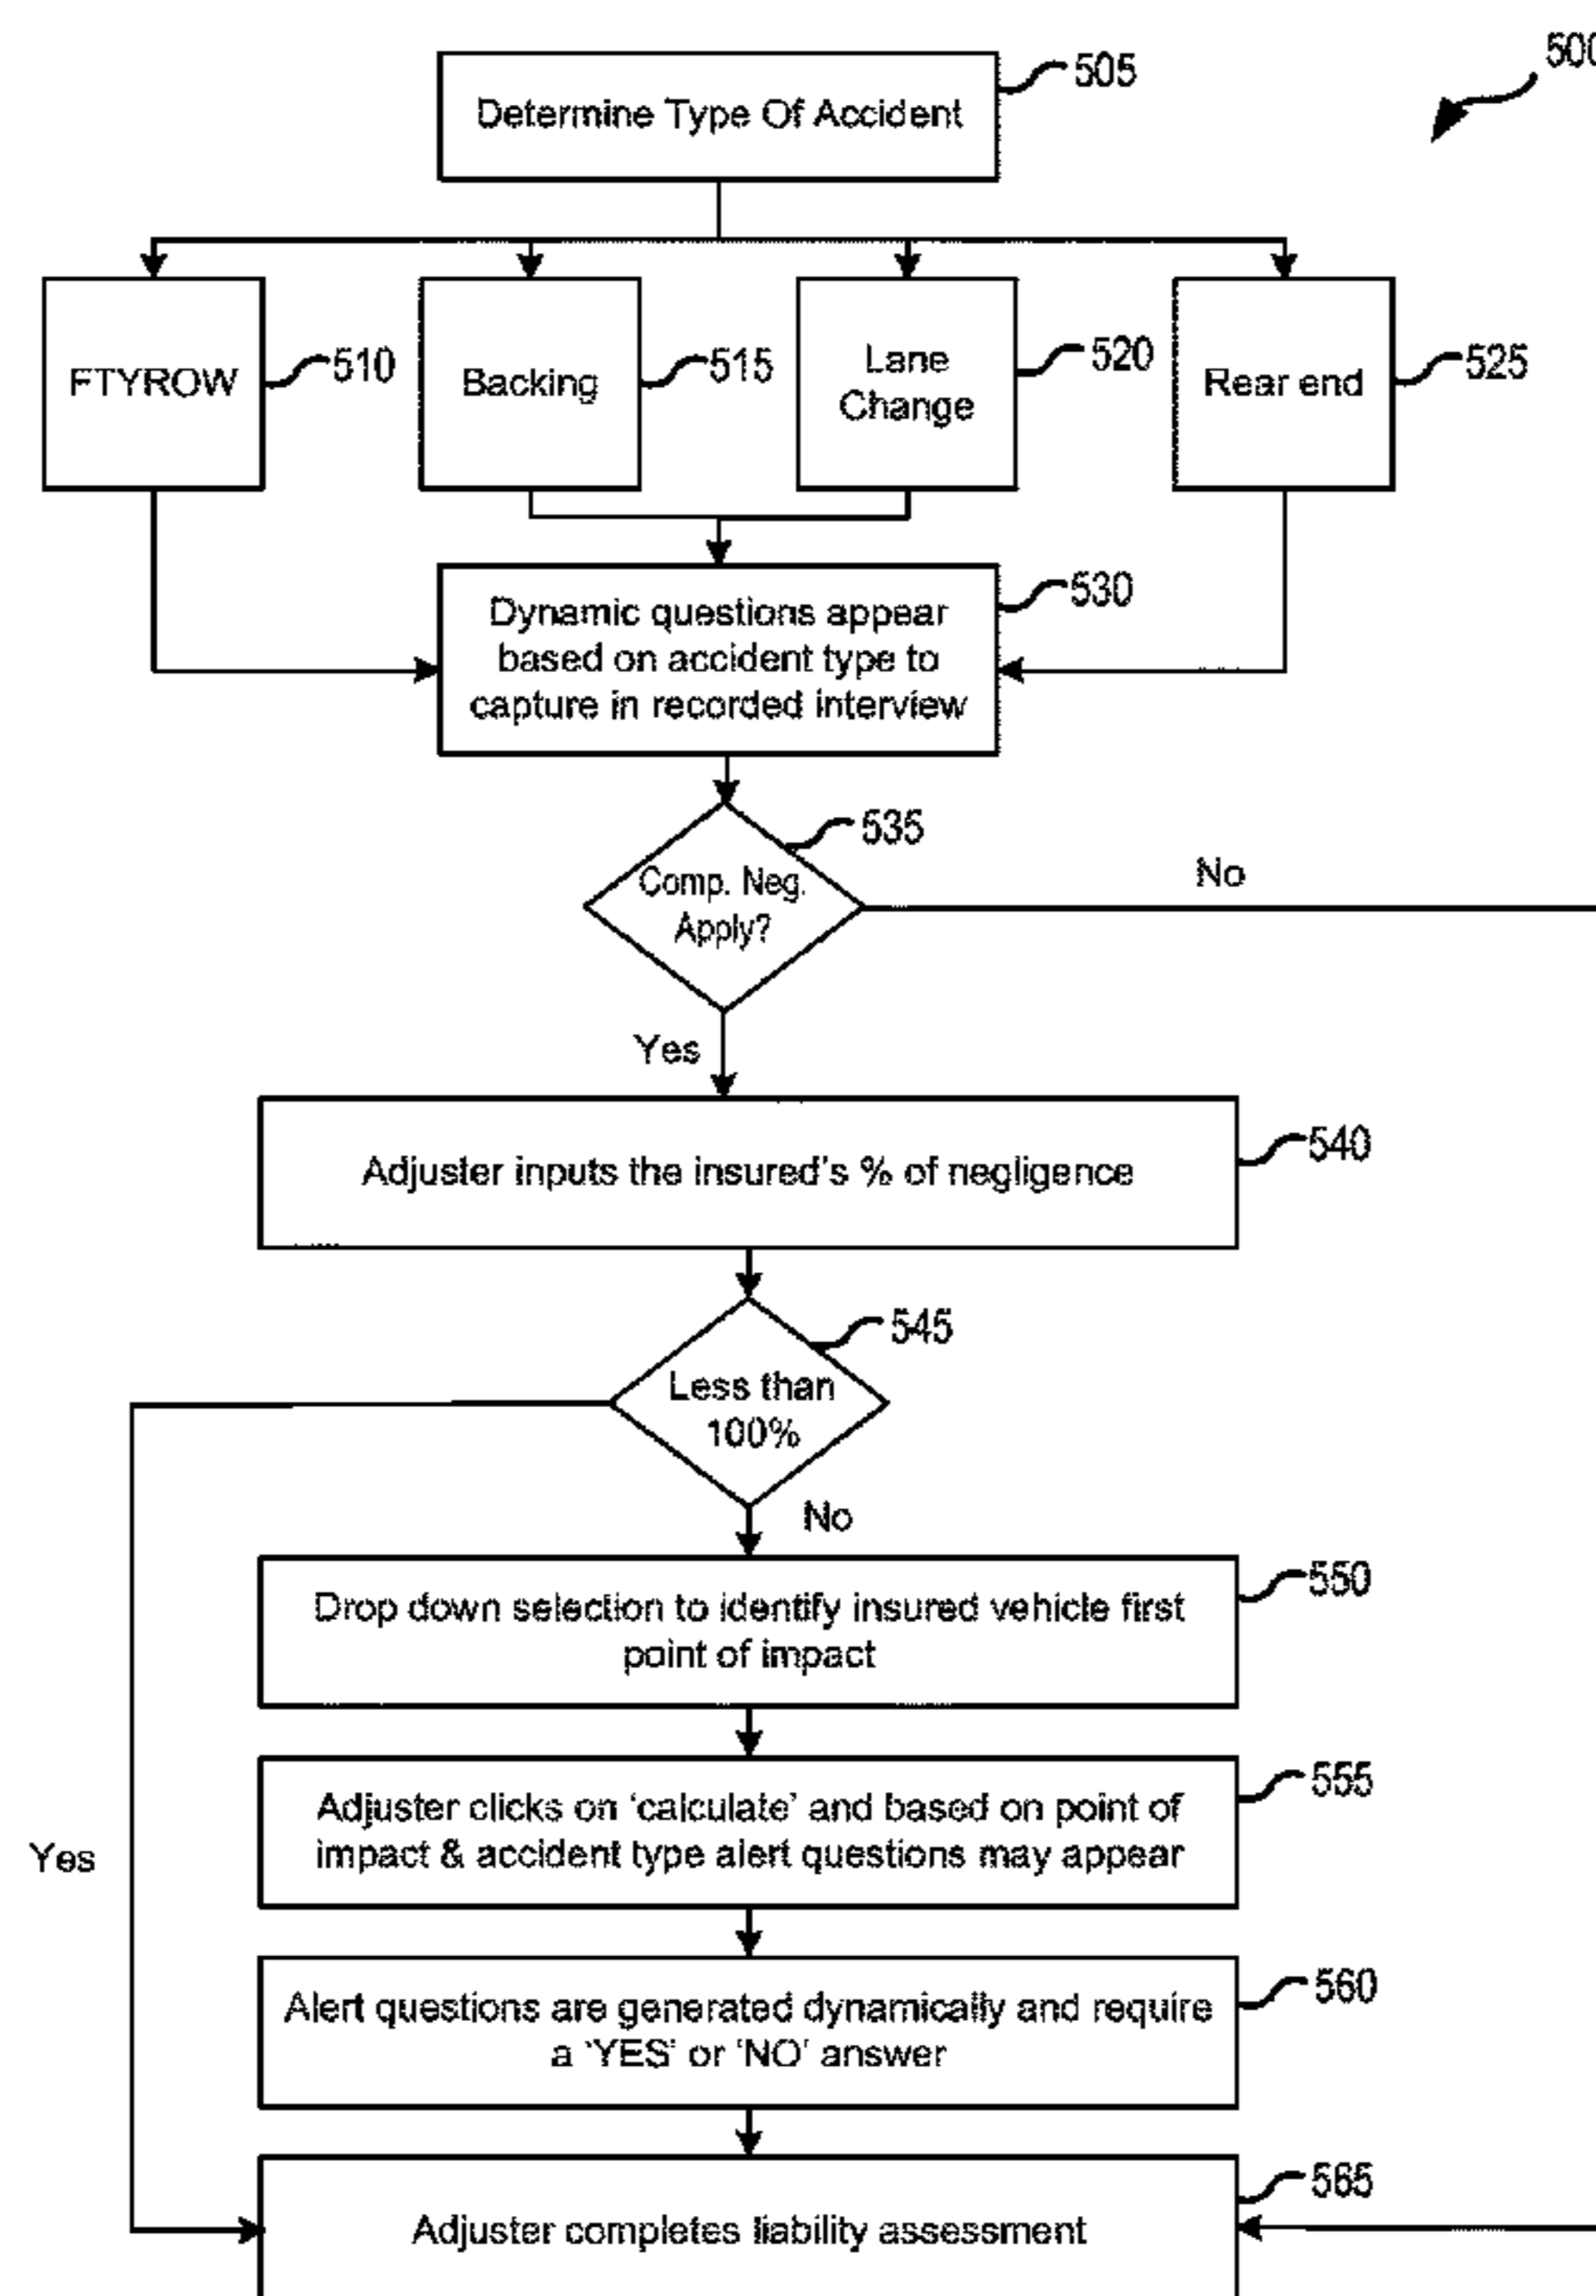 500
505
Determine Type Of Accident
FTYROW
510
Backing
515
Lane
Change
520
Rear end
525
530
Dynamic questions appear
based on accident type to
capture in recorded interview
535
Comp. Neg.
Apply?
No
Yes
540
Adjuster inputs the insured's % of negligence
545
Less than
100%
No
550
Drop down selection to identify insured vehicle first
point of impact
555
Adjuster clicks on 'calculate' and based on point of
impact & accident type alert questions may appear
Yes
560
Alert questions are generated dynamically and require
a 'YES' or 'NO' answer
565
Adjuster completes liability assessment